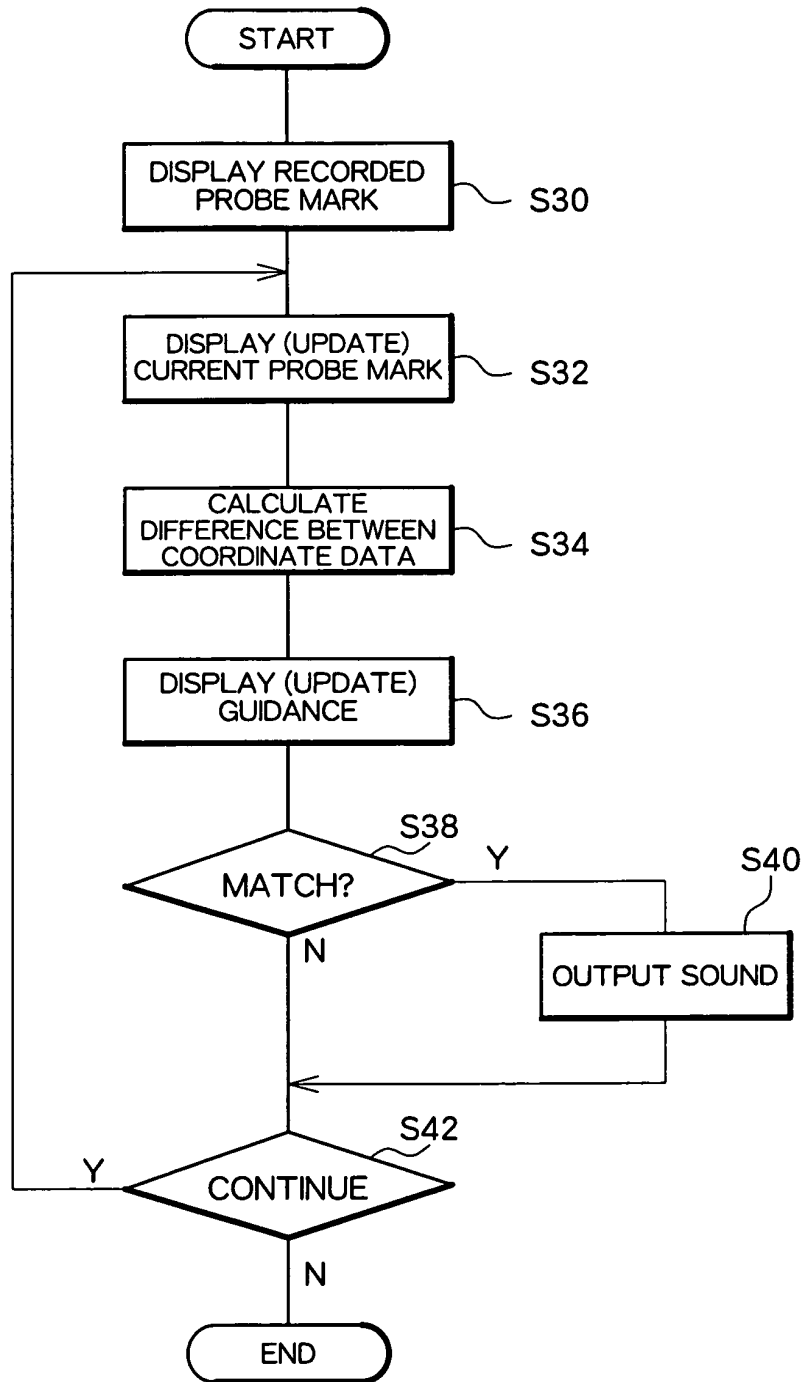 START
DISPLAY RECORDED
PROBE MARK
S30
DISPLAY (UPDATE)
CURRENT PROBE MARK
S32
CALCULATE
DIFFERENCE BETWEEN
COORDINATE DATA
S34
DISPLAY (UPDATE)
GUIDANCE
S36
S38
MATCH?
Y
N
S40
OUTPUT SOUND
S42
CONTINUE
Y
N
END